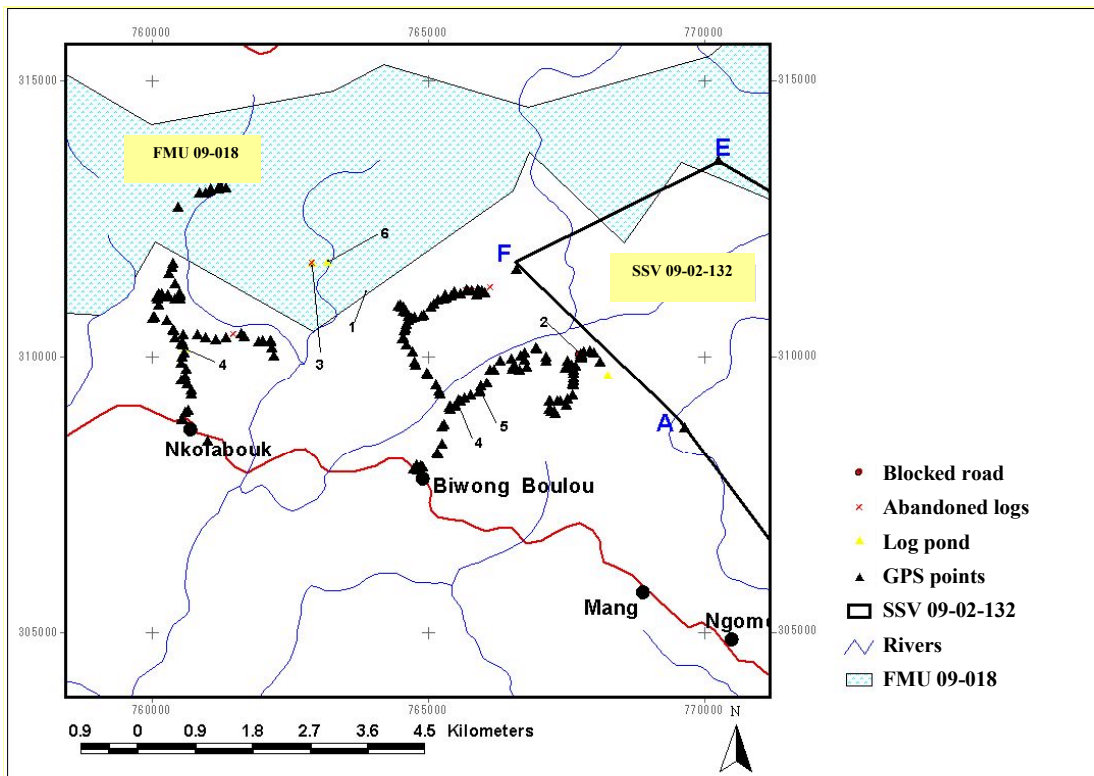 760000 765000 770000
315000 315000
FMU 09-018
E
6
F
SSV 09-02-132
1 3
2
310000 310000
4
5
4
A
Nkolabouk
Biwong Boulou
Blocked road
Abandoned logs
Log pond
GPS points
SSV 09-02-132
Rivers
FMU 09-018
Mang
305000 305000
760000 765000 770000
N
0.9 0 0.9 1.8 2.7 3.6 4.5 Kilometers